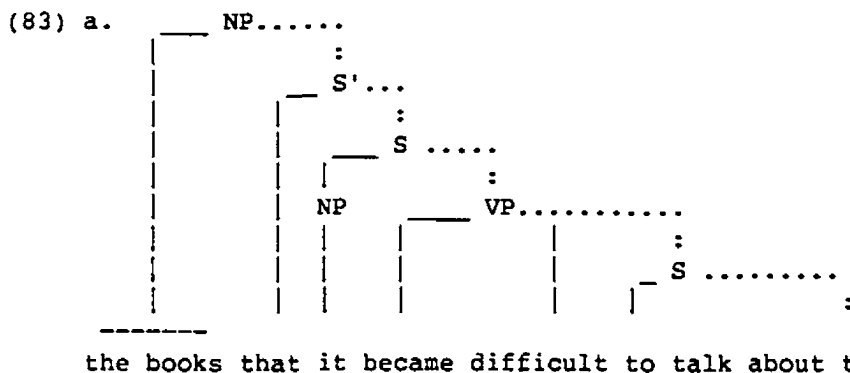 (83) a. NP
S'
S
NP VP
S
the books that it became difficult to talk about t